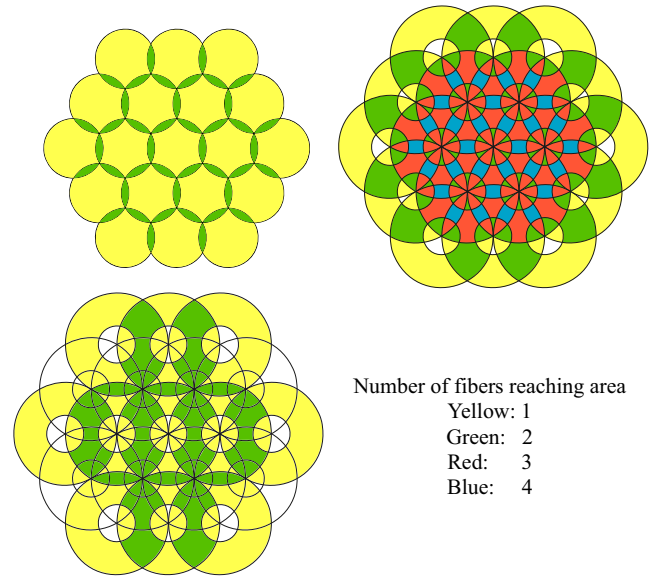 Number of fibers reaching area
Yellow: 1
Green: 2
Red: 3
Blue: 4